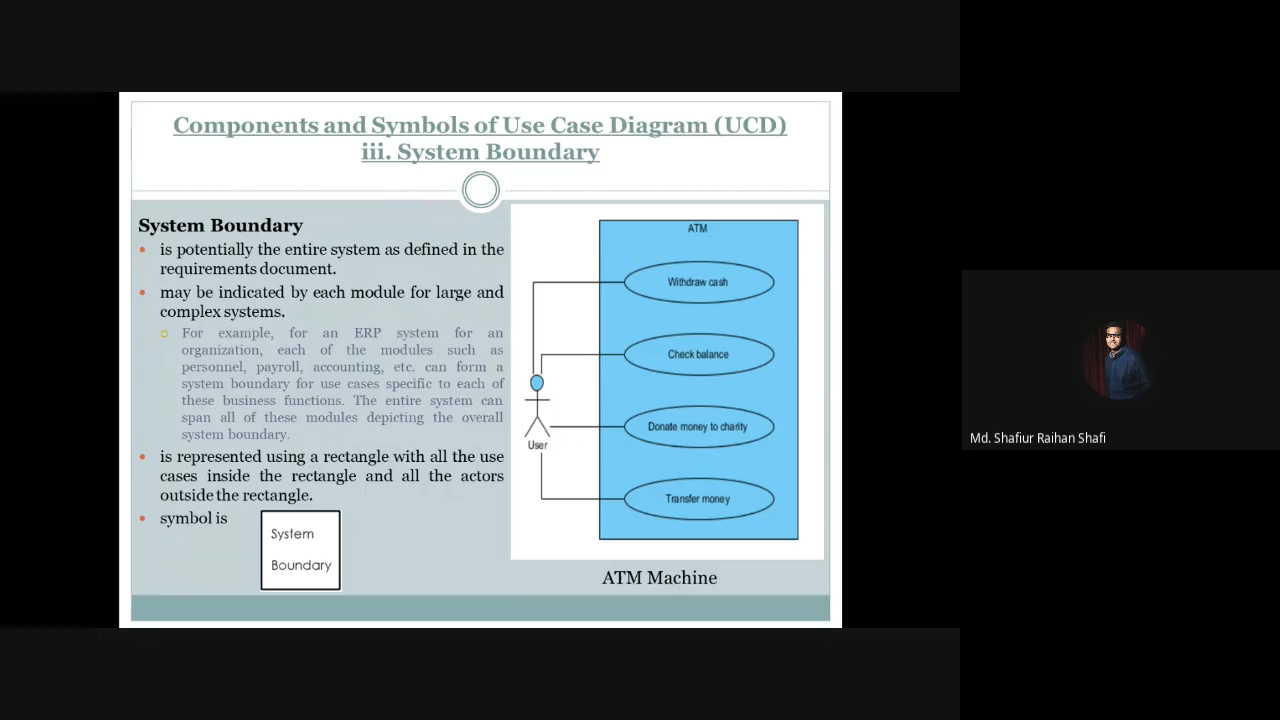 Components and Symbols of Use Case Diagram (UCD)
iii. System Boundary
System Boundary
is potentially the entire system as defined in the
requirements document.
may be indicated by each module for large and
complex systems.
For example, for an ERP system for an
organization, each of the modules such as
personnel, payroll, accounting, etc. can form a
system boundary for use cases specific to each of
these business functions. The entire system can
span all of these modules depicting the overall
system boundary.
is represented using a rectangle with all the use
cases inside the rectangle and all the actors
outside the rectangle.
symbol is
System
Boundary
ATM
Withdraw cash
Check balance
Donate money to charity
Transfer money
User
ATM Machine
Md. Shafiur Raihan Shafi